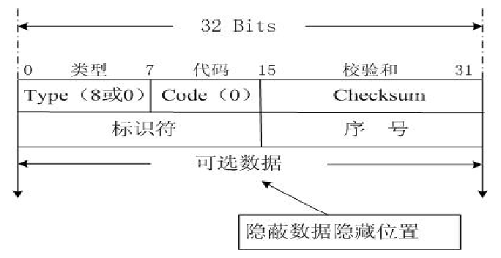 32 Bits
0 类型 7 代码 15 校验和 31
Type（8或0） Code（0） Checksum
标识符 序 号
可选数据
隐蔽数据隐藏位置